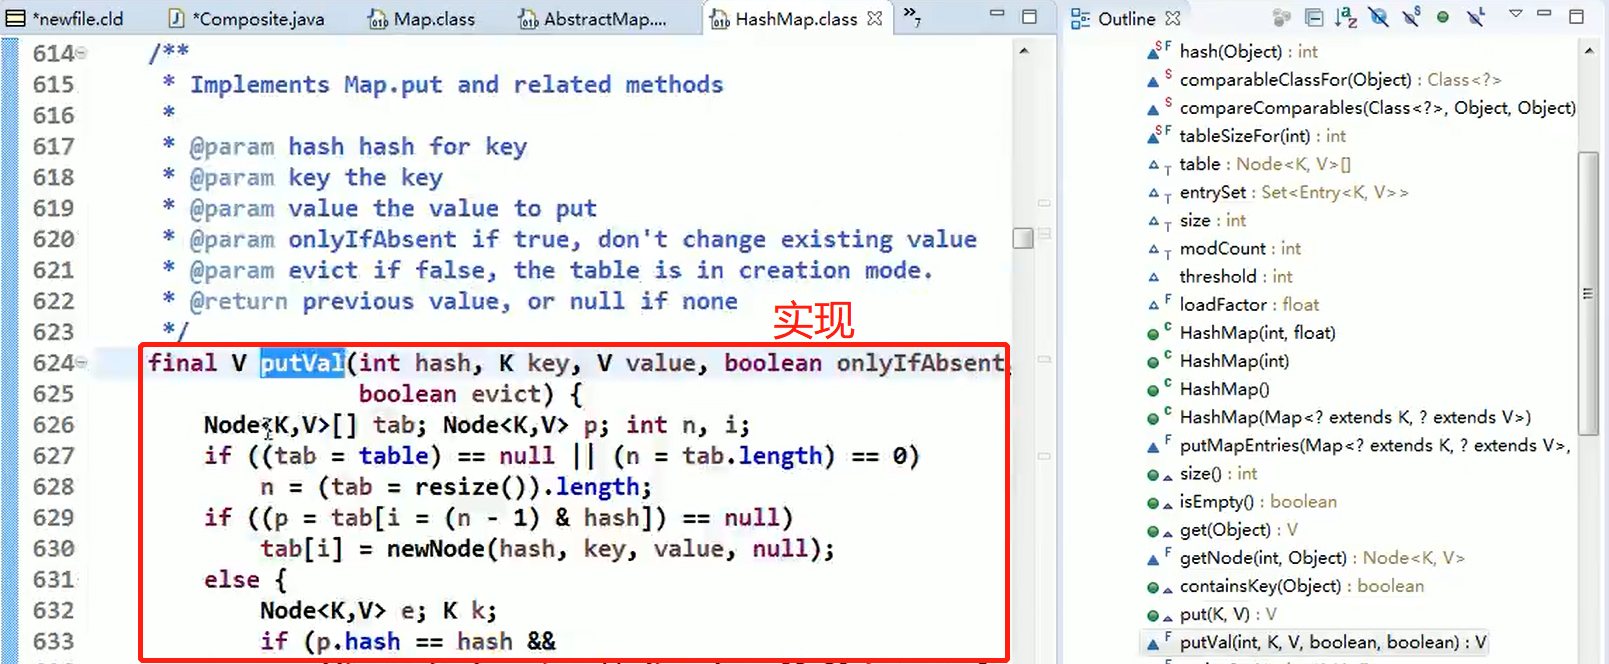 *newfile.cld
*Composite.java
Map.class
AbstractMap....
HashMap.class
»7
614 /**
615 * Implements Map.put and related methods
616 *
617 * @param hash hash for key
618 * @param key the key
619 * @param value the value to put
620 * @param onlyIfAbsent if true, don't change existing value
621 * @param evict if false, the table is in creation mode.
622 * @return previous value, or null if none
623 */
实现
624 final V putVal(int hash, K key, V value, boolean onlyIfAbsent,
625 boolean evict) {
626 Node<K,V>[] tab; Node<K,V> p; int n, i;
627 if ((tab = table) == null || (n = tab.length) == 0)
628 n = (tab = resize()).length;
629 if ((p = tab[i = (n - 1) & hash]) == null)
630 tab[i] = newNode(hash, key, value, null);
631 else {
632 Node<K,V> e; K k;
633 if (p.hash == hash &&
Outline
hash(Object) : int
comparableClassFor(Object) : Class<?>
compareComparables(Class<?>, Object, Object)
tableSizeFor(int) : int
table : Node<K, V>[]
entrySet : Set<Entry<K, V>>
size : int
modCount : int
threshold : int
loadFactor : float
HashMap(int, float)
HashMap(int)
HashMap()
HashMap(Map<? extends K, ? extends V>)
putMapEntries(Map<? extends K, ? extends V>,
size() : int
isEmpty() : boolean
get(Object) : V
getNode(int, Object) : Node<K, V>
containsKey(Object) : boolean
put(K, V) : V
putVal(int, K, V, boolean, boolean) : V